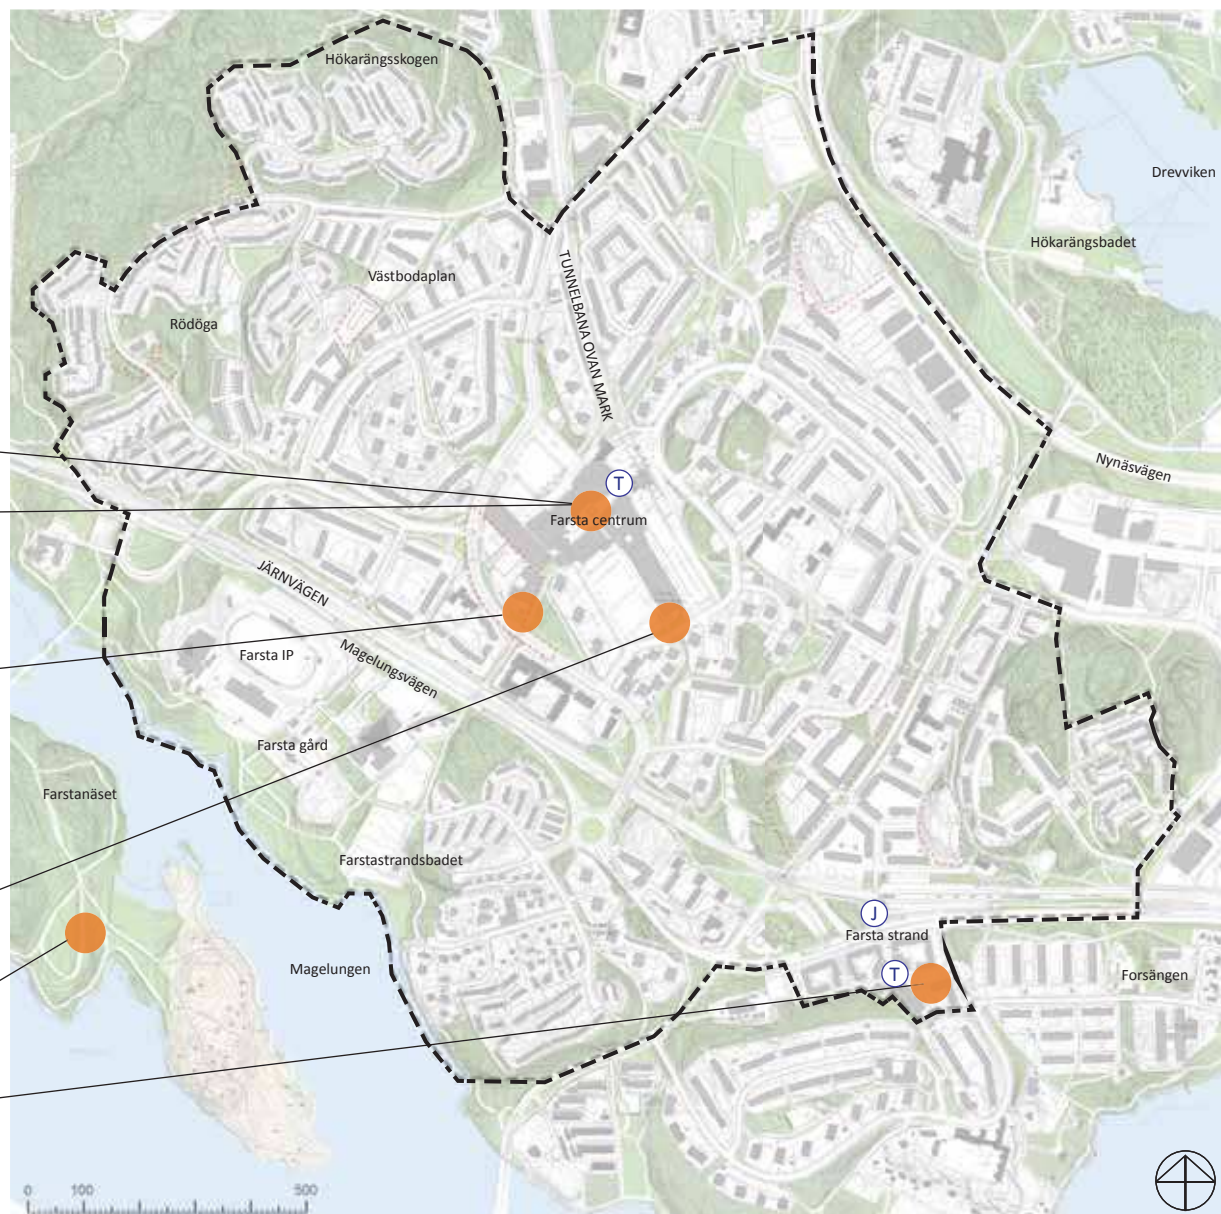 Hökarängsskogen
Drevviken
Hökarängsbadet
Västbodaplan
TUNNELBANA OVAN MARK
Rödöga
Nynäsvägen
T
Farsta centrum
JÄRNVÄGEN
Farsta IP
Magelungsvägen
Farsta gård
Farstanäset
Farstastrandsbadet
J
Farsta strand
Magelungen
T
Forsängen
0 100 500